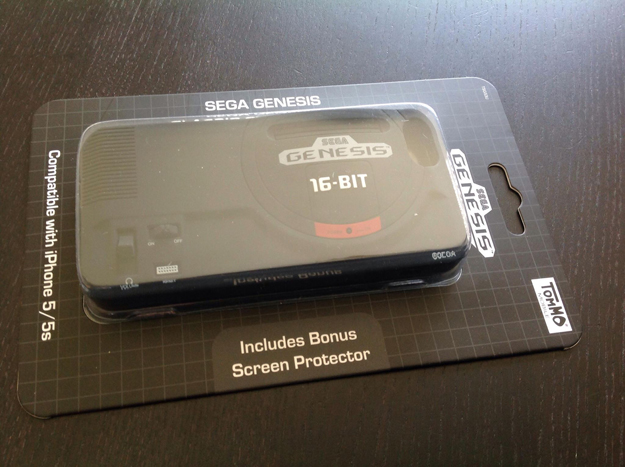 SEGA GENESIS
SEGA
GENESIS
16-BIT
SEGA
GENESIS
Compatible with iPhone 5/5s
Includes Bonus
Screen Protector
TOMMO